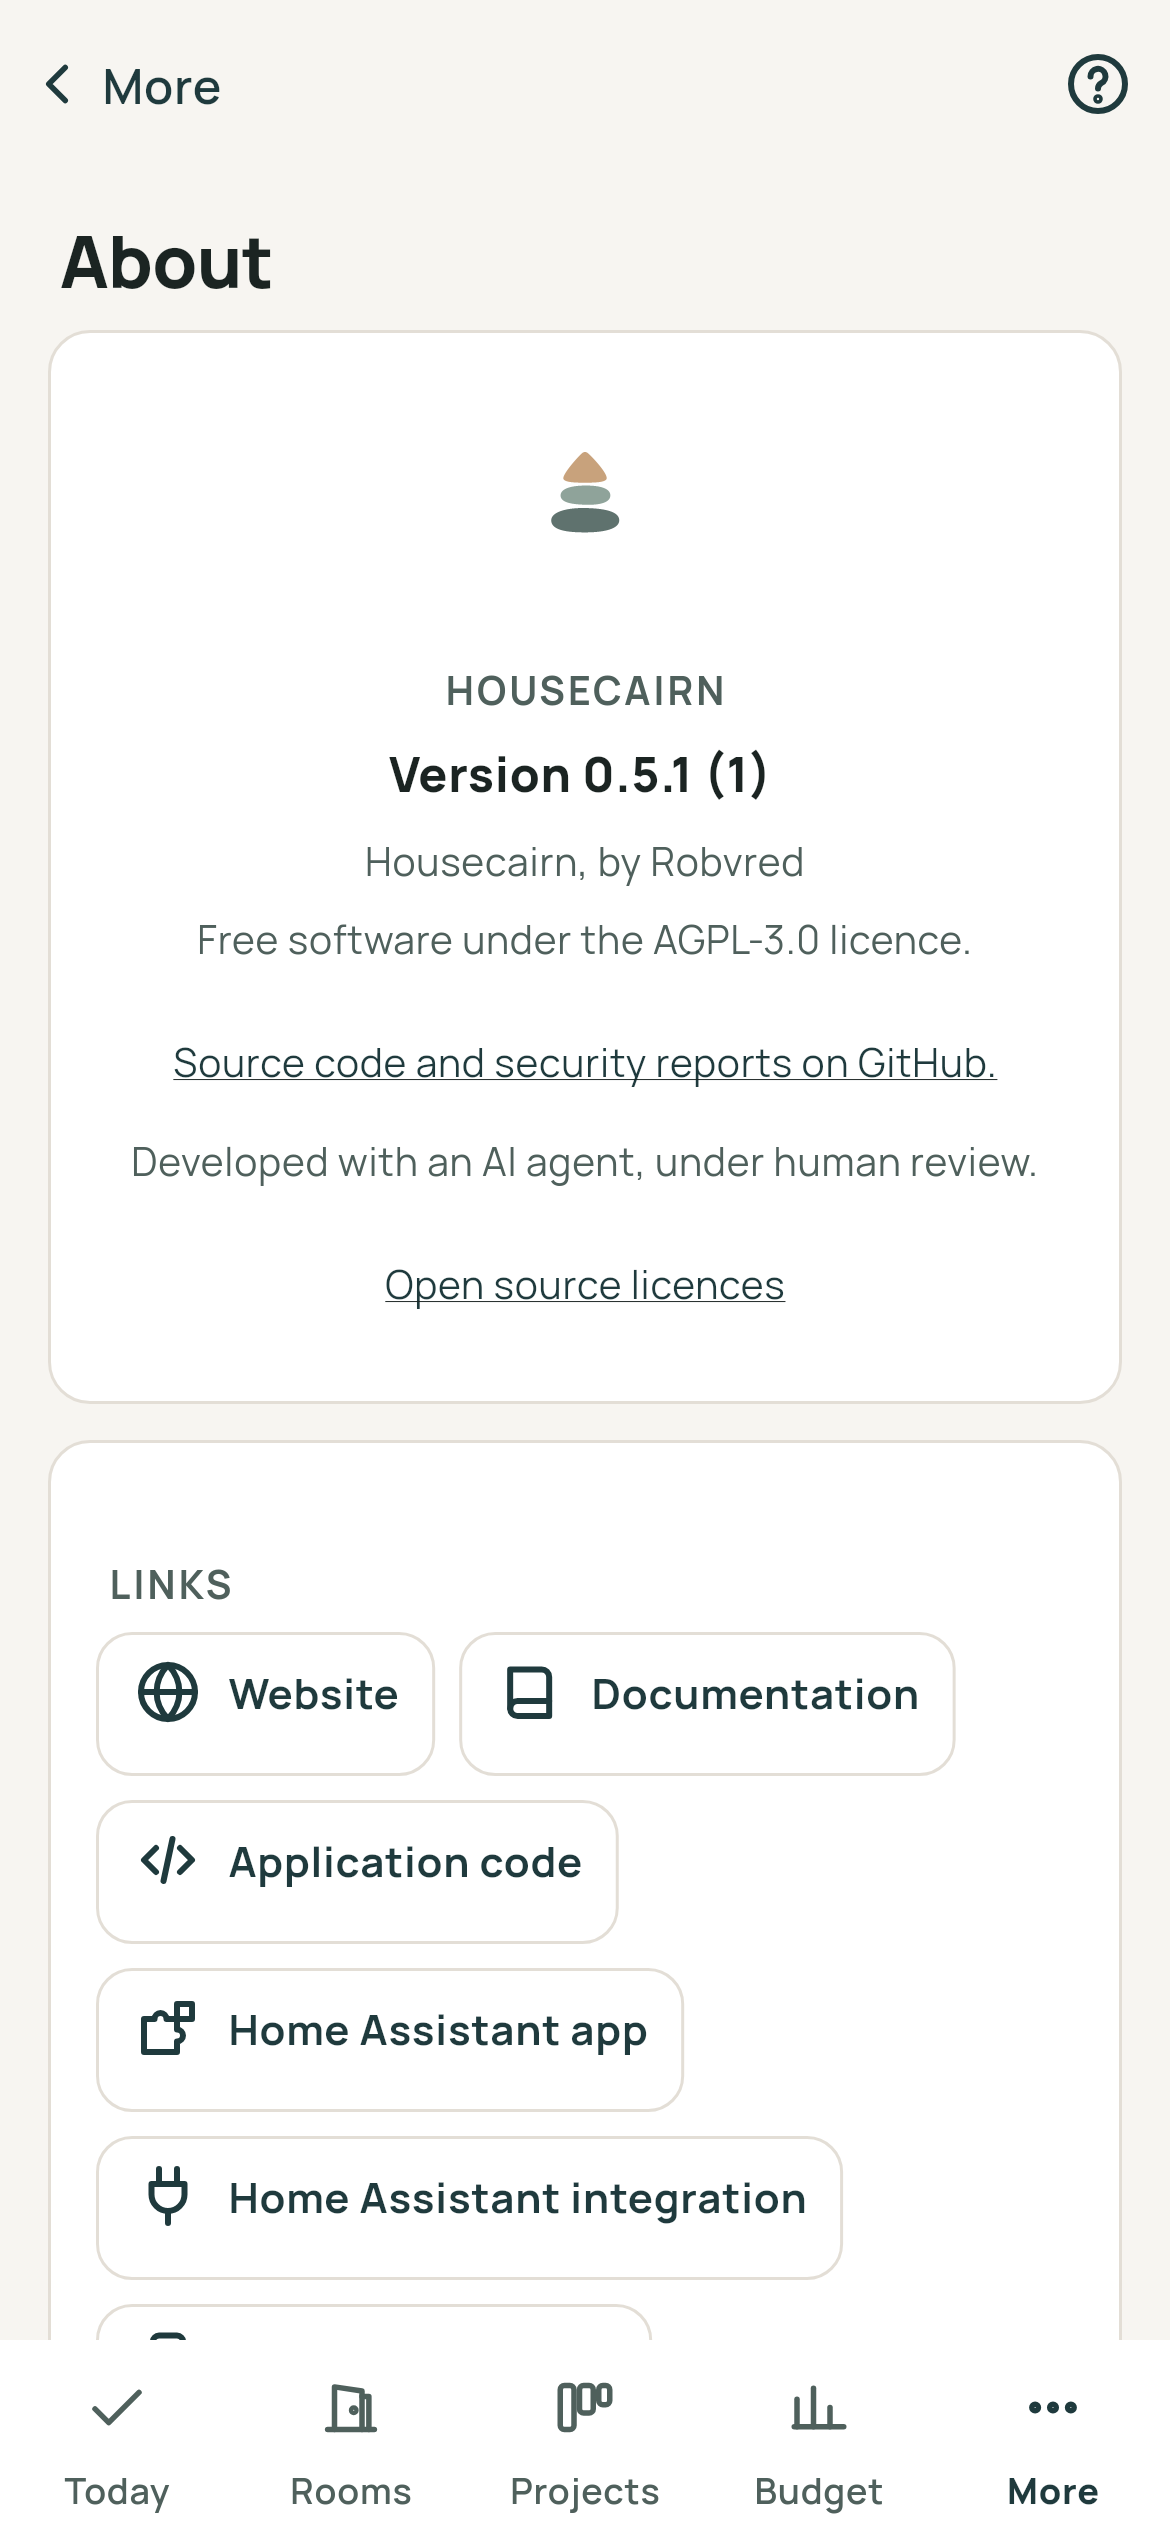 More
About
HOUSECAIRN
Version 0.5.1 (1)
Housecairn, by Robvred
Free software under the AGPL-3.0 licence.
Source code and security reports on GitHub.
Developed with an AI agent, under human review.
Open source licences
LINKS
Website
Documentation
Application code
Home Assistant app
Home Assistant integration
Today
Rooms
Projects
Budget
More